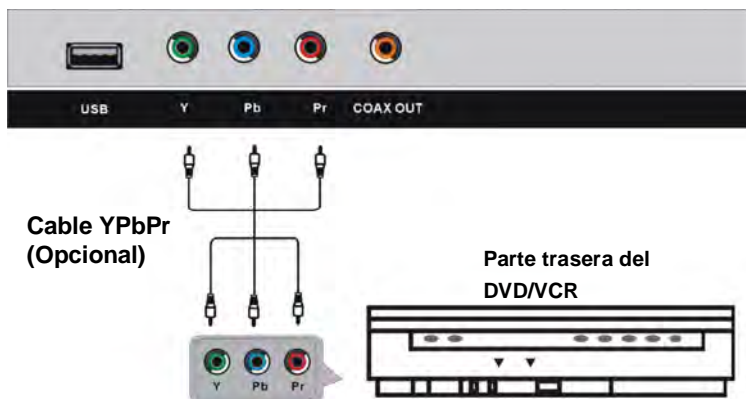 USB Y Pb Pr COAX OUT
Cable YPbPr
(Opcional)
Parte trasera del
DVD/VCR
Y Pb Pr